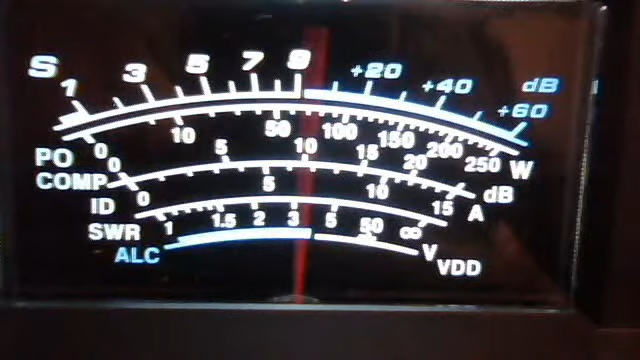 S 1 3 5 7 9 +20 +40 +60 dB
PO 0 10 50 100 150 200 250 W
COMP 0 5 10 15 20 dB
ID 0 5 10 15 A
SWR 1 1.5 2 3 5 50 ∞
ALC V VDD